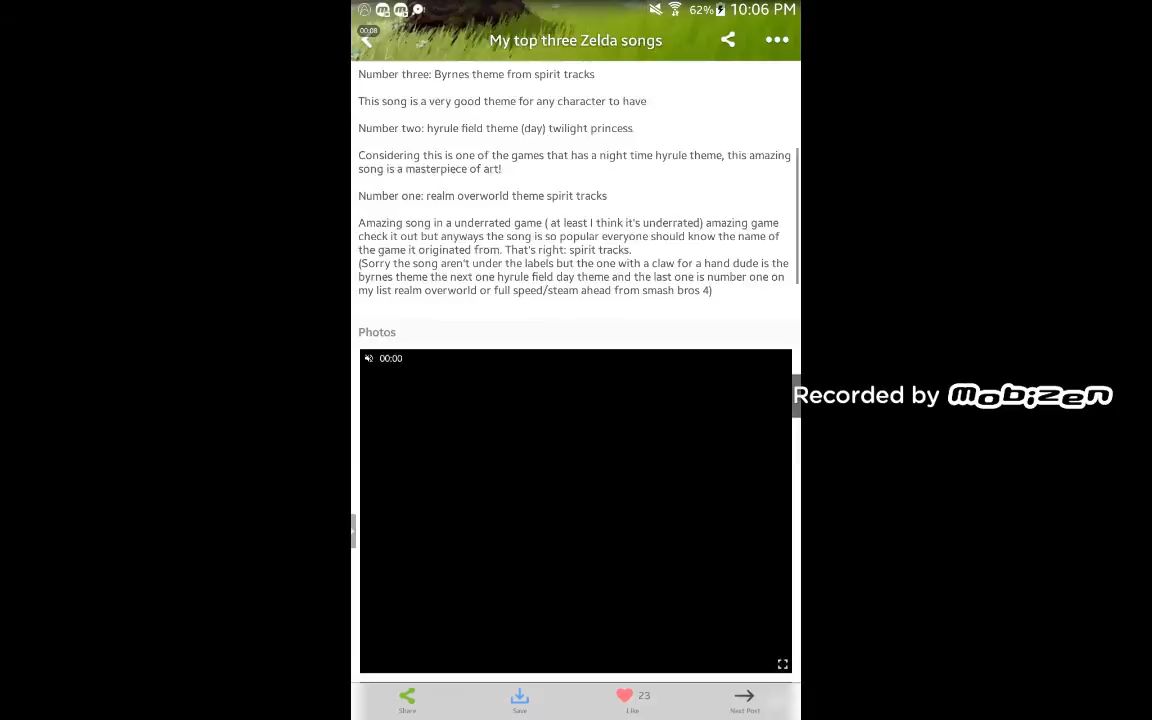 62% 10:06 PM
00:08
My top three Zelda songs
Number three: Byrnes theme from spirit tracks
This song is a very good theme for any character to have
Number two: hyrule field theme (day) twilight princess
Considering this is one of the games that has a night time hyrule theme, this amazing
song is a masterpiece of art!
Number one: realm overworld theme spirit tracks
Amazing song in a underrated game ( at least I think it's underrated) amazing game
check it out but anyways the song is so popular everyone should know the name of
the game it originated from. That's right: spirit tracks.
(Sorry the song aren't under the labels but the one with a claw for a hand dude is the
byrnes theme the next one hyrule field day theme and the last one is number one on
my list realm overworld or full speed/steam ahead from smash bros 4)
Photos
00:00
Recorded by mobizen
23
Share Save Like Next Post